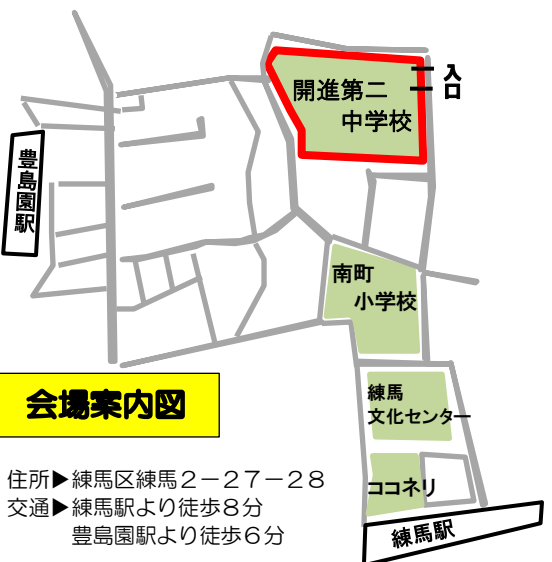 開進第二
中学校
入口
豊島園駅
南町
小学校
練馬
文化センター
ココネリ
練馬駅
会場案内図
住所▶練馬区練馬2-27-28
交通▶練馬駅より徒歩8分
豊島園駅より徒歩6分